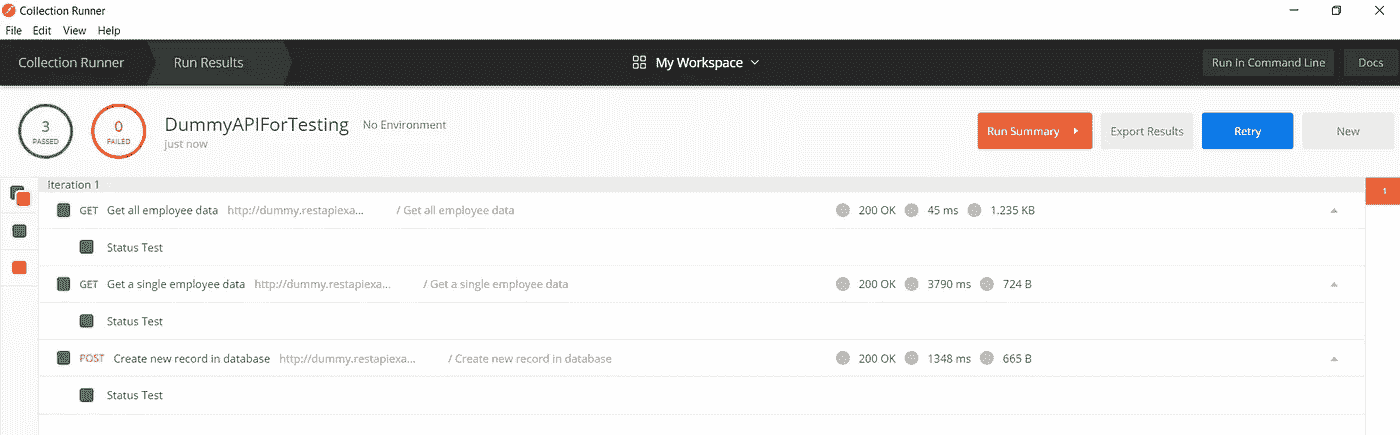 Collection Runner
File Edit View Help
Collection Runner Run Results My Workspace Run In Command Line Docs
3 PASSED 0 FAILED DummyAPIForTesting No Environment Run Summary Export Results Retry New
just now
Iteration 1 1
GET Get all employee data http://dummy.restapiexa... / Get all employee data 200 OK 45 ms 1.235 KB
Status Test
GET Get a single employee data http://dummy.restapiexa... / Get a single employee data 200 OK 3790 ms 724 B
Status Test
POST Create new record in database http://dummy.restapiexa... / Create new record in database 200 OK 1348 ms 665 B
Status Test